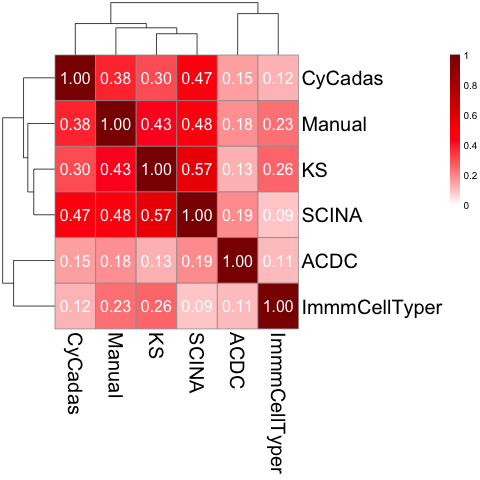 1.00 0.38 0.30 0.47 0.15 0.12 CyCadas
0.38 1.00 0.43 0.48 0.18 0.23 Manual
0.30 0.43 1.00 0.57 0.13 0.26 KS
0.47 0.48 0.57 1.00 0.19 0.09 SCINA
0.15 0.18 0.13 0.19 1.00 0.11 ACDC
0.12 0.23 0.26 0.09 0.11 1.00 ImmmCellTyper
CyCadas
Manual
KS
SCINA
ACDC
ImmmCellTyper
1
0.8
0.6
0.4
0.2
0